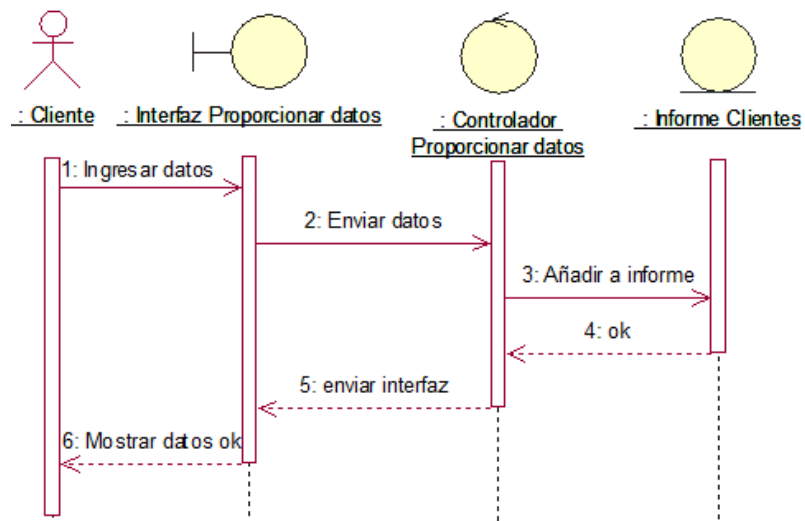 : Cliente
: Interfaz Proporcionar datos
: Controlador
Proporcionar datos
: Informe Clientes
1: Ingresar datos
2: Enviar datos
3: Añadir a informe
4: ok
5: enviar interfaz
6: Mostrar datos ok